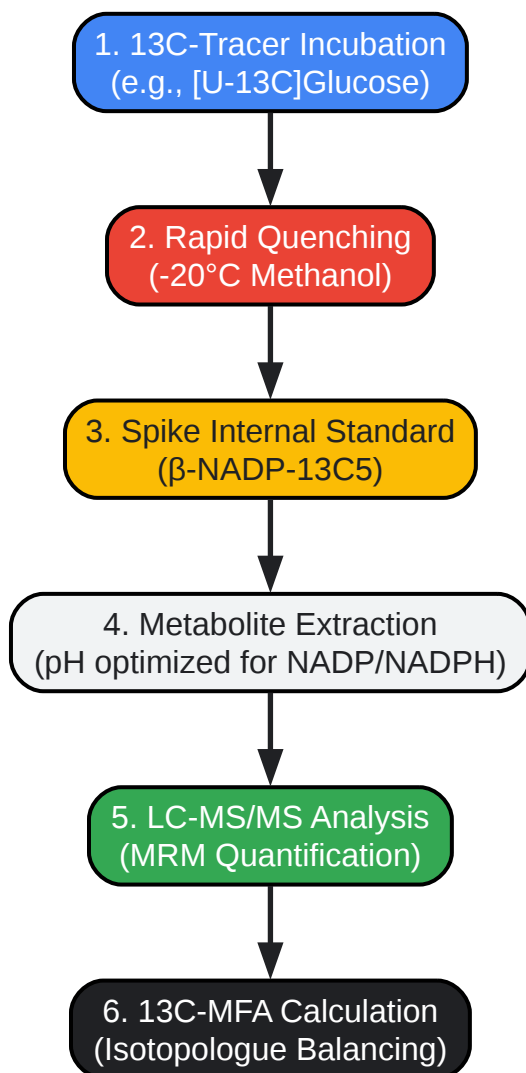 1. 13C-Tracer Incubation
(e.g., [U-13C]Glucose)
2. Rapid Quenching
(-20°C Methanol)
3. Spike Internal Standard
(β-NADP-13C5)
4. Metabolite Extraction
(pH optimized for NADP/NADPH)
5. LC-MS/MS Analysis
(MRM Quantification)
6. 13C-MFA Calculation
(Isotopologue Balancing)